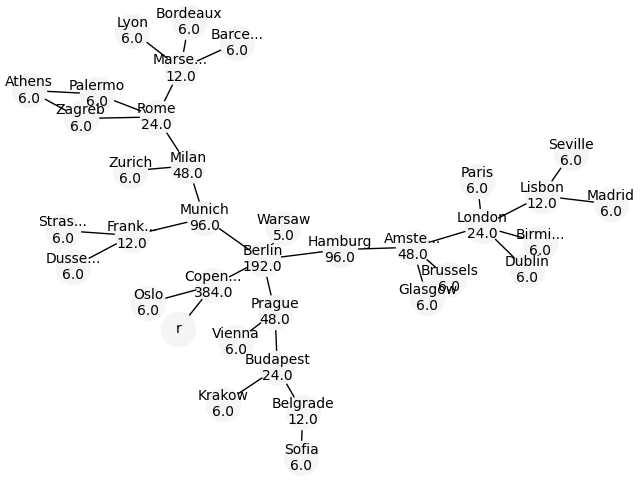 Bordeaux
6.0
Lyon
6.0
Barce...
6.0
Marse...
12.0
Athens
6.0
Palermo
6.0
Zagreb
6.0
Rome
24.0
Zurich
6.0
Milan
48.0
Seville
6.0
Paris
6.0
Lisbon
12.0
Madrid
6.0
Munich
96.0
Stras...
6.0
Frank...
12.0
Dusse...
6.0
Warsaw
5.0
Berlin
192.0
Hamburg
96.0
Amste...
48.0
London
24.0
Birmi...
6.0
Dublin
6.0
Brussels
6.0
Glasgow
6.0
Copen...
384.0
Oslo
6.0
r
Prague
48.0
Vienna
6.0
Budapest
24.0
Krakow
6.0
Belgrade
12.0
Sofia
6.0